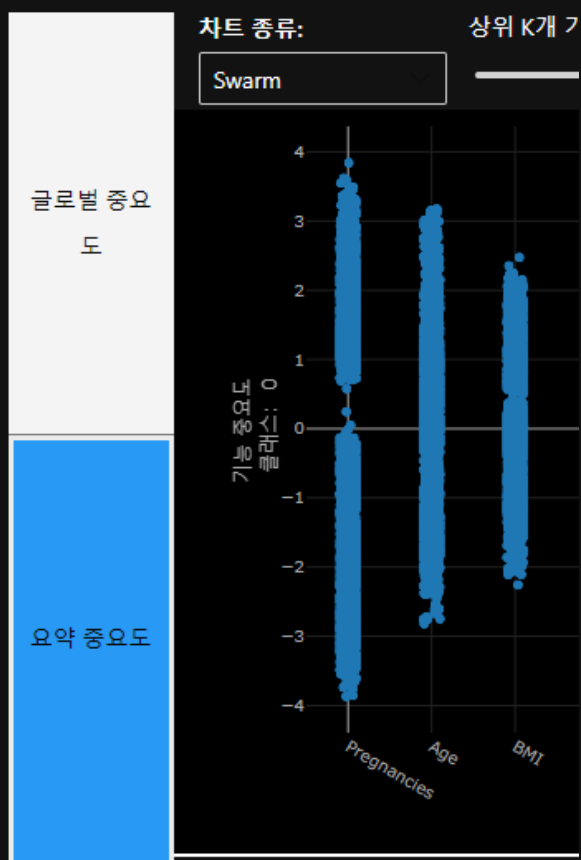 글로벌 중요
도
요약 중요도
차트 종류:
Swarm
상위 K개 기
4
3
2
1
0
−1
−2
−3
−4
기능 중요도
클래스: 0
Pregnancies
Age
BMI